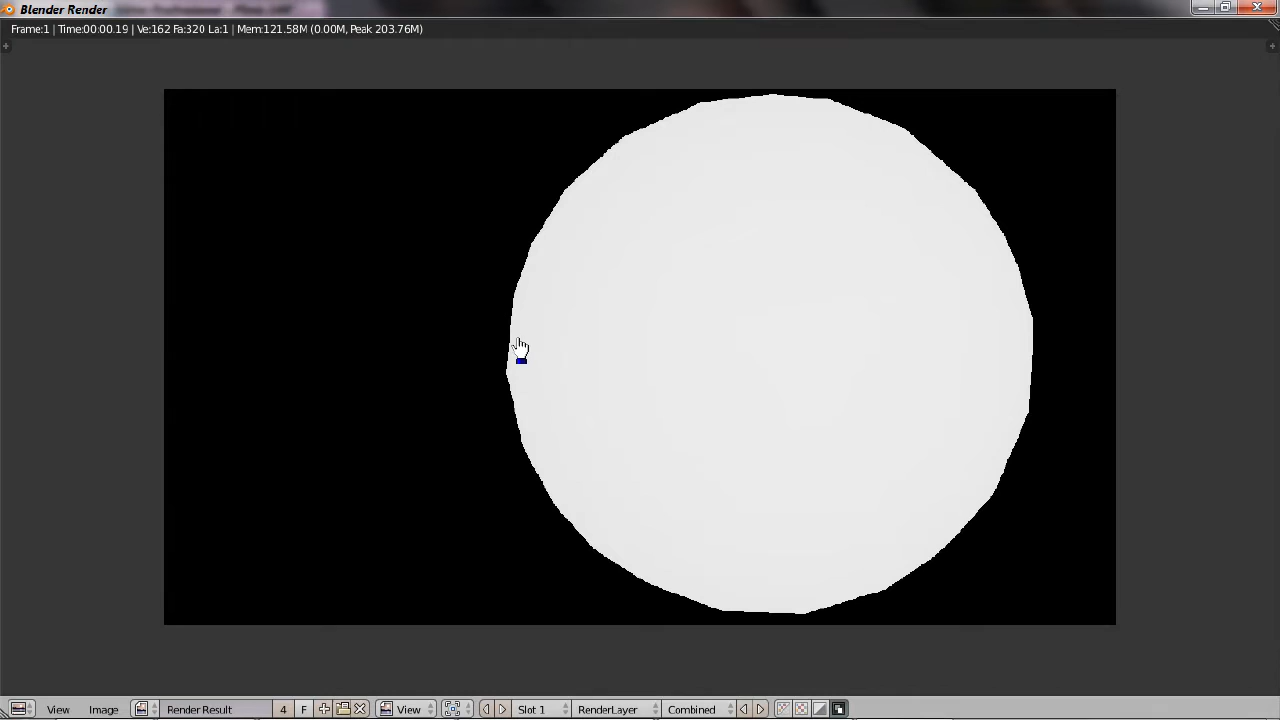 Blender Render
Frame:1 | Time:00:00.19 | Ve:162 Fa:320 La:1 | Mem:121.58M (0.00M, Peak 203.76M)
View Image Render Result 4 F View Slot 1 RenderLayer Combined